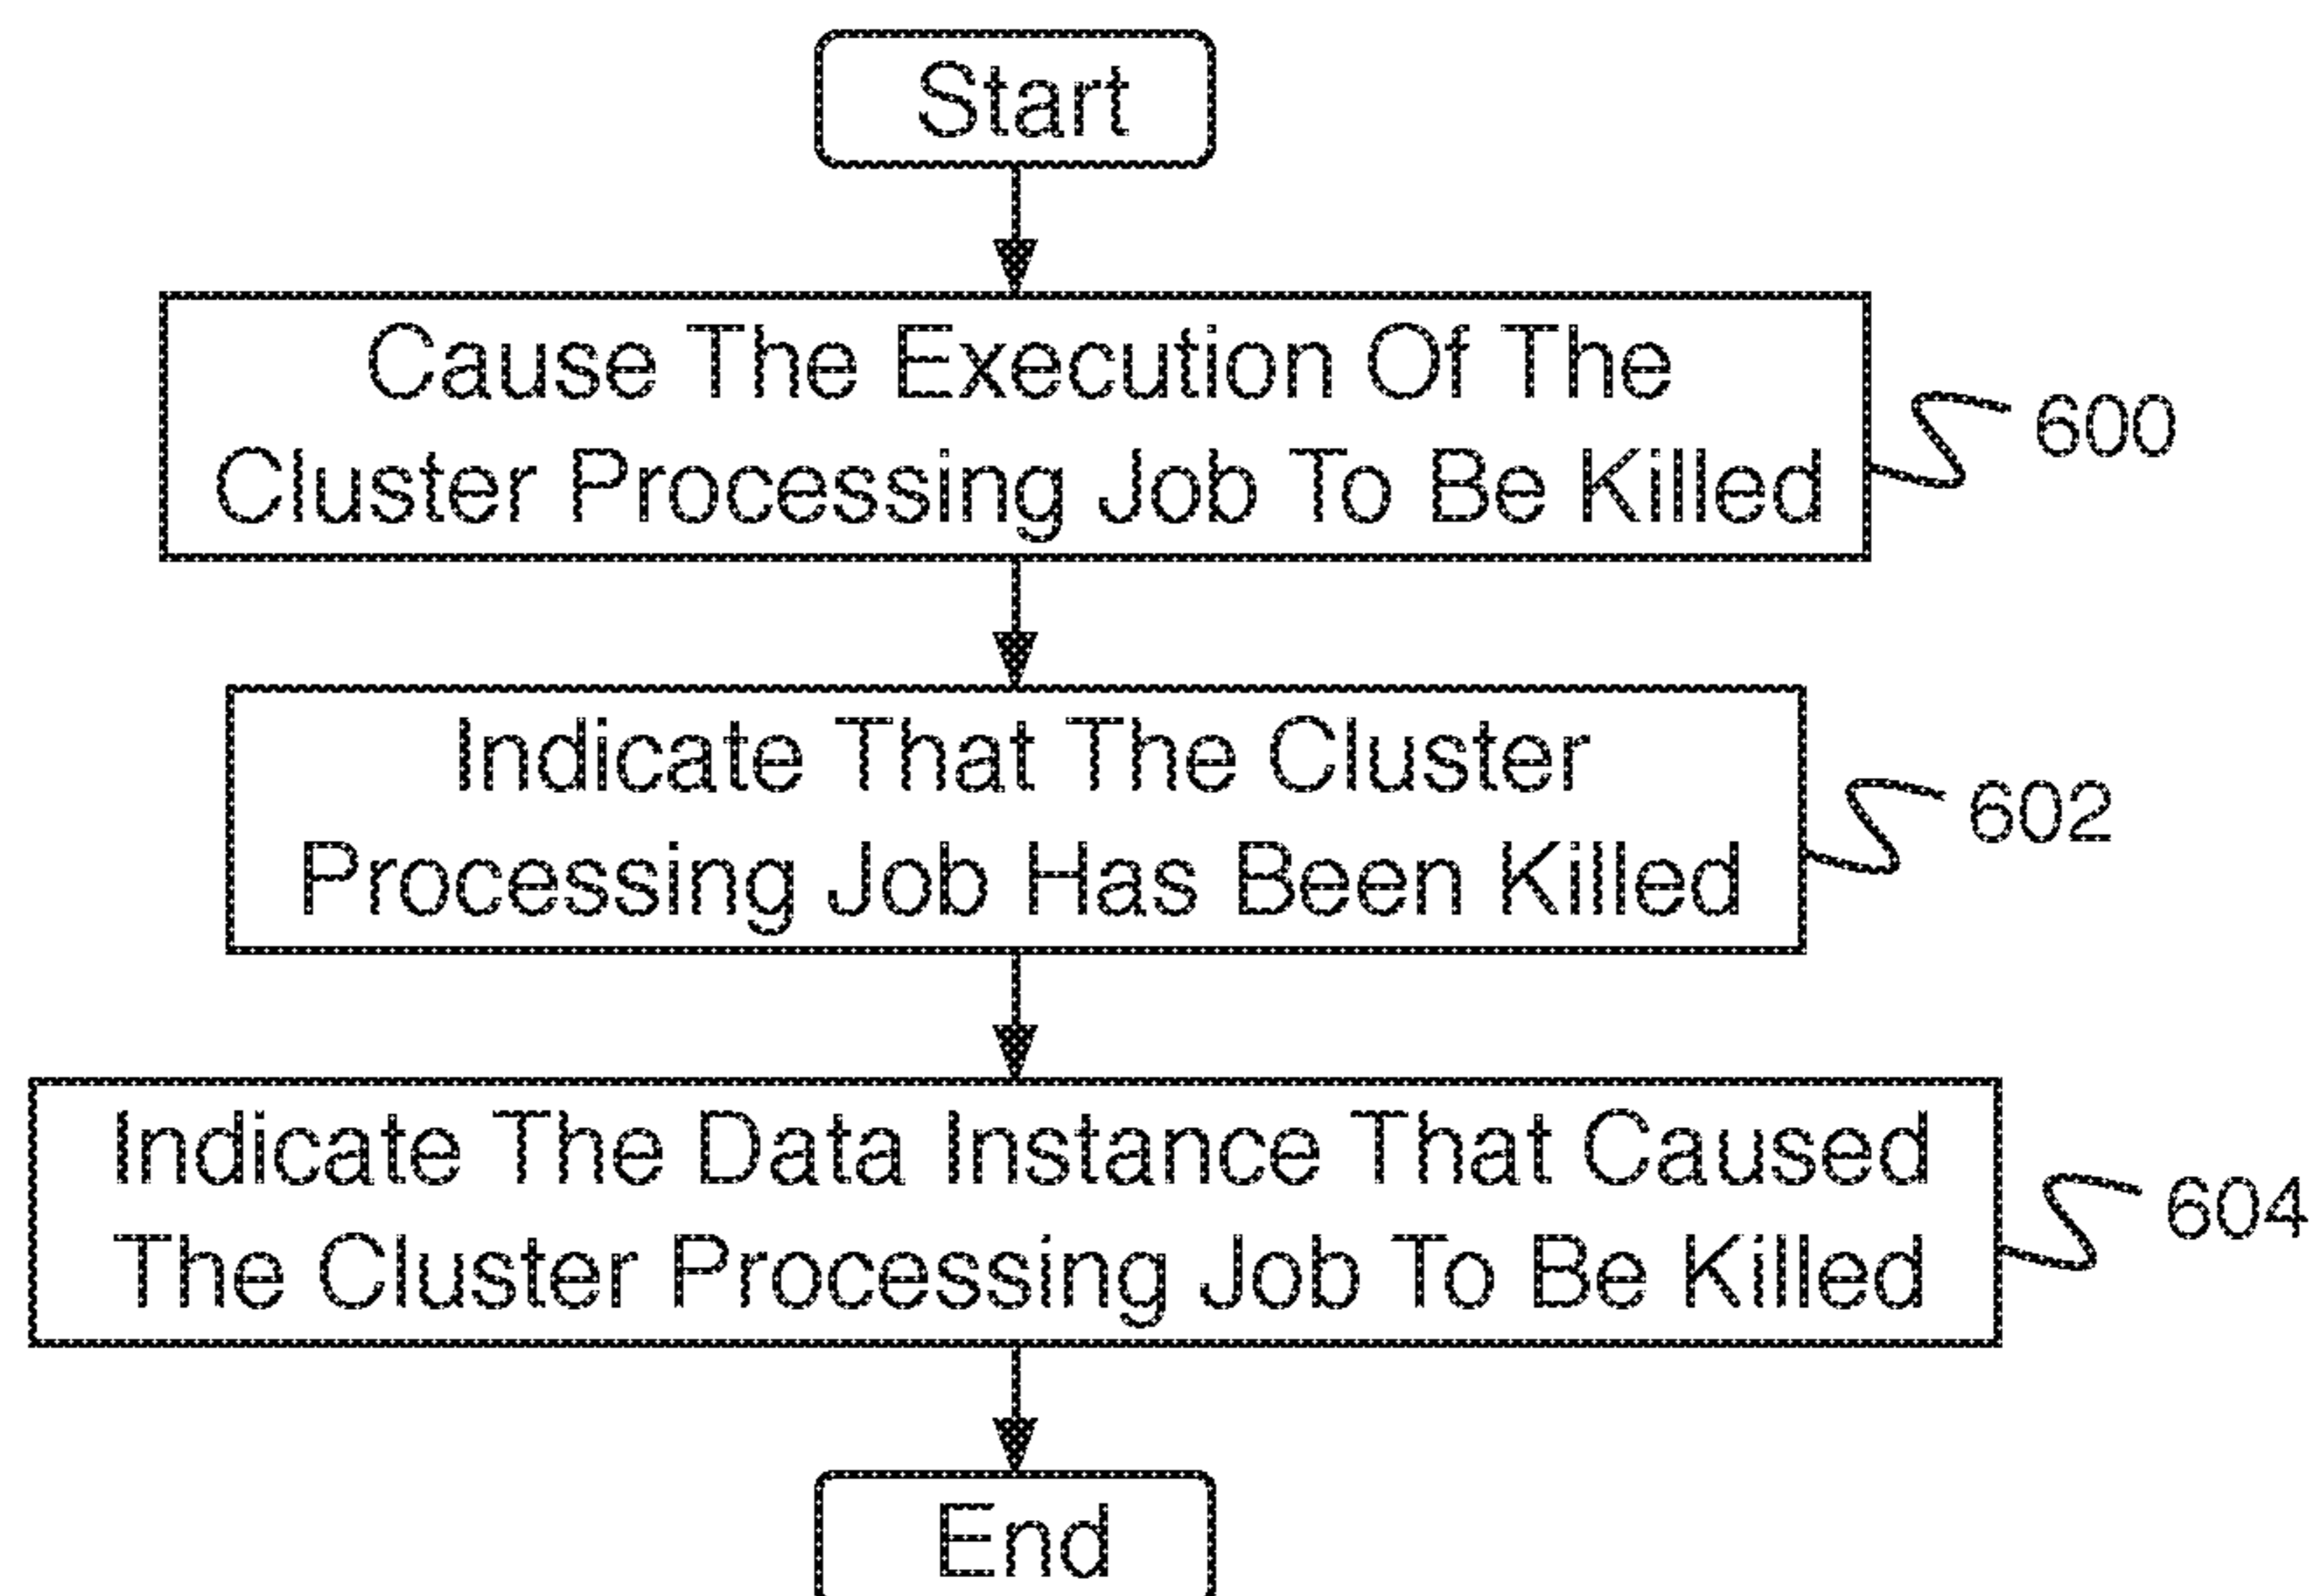 Start
Cause The Execution Of The
Cluster Processing Job To Be Killed
600
Indicate That The Cluster
Processing Job Has Been Killed
602
Indicate The Data Instance That Caused
The Cluster Processing Job To Be Killed
604
End